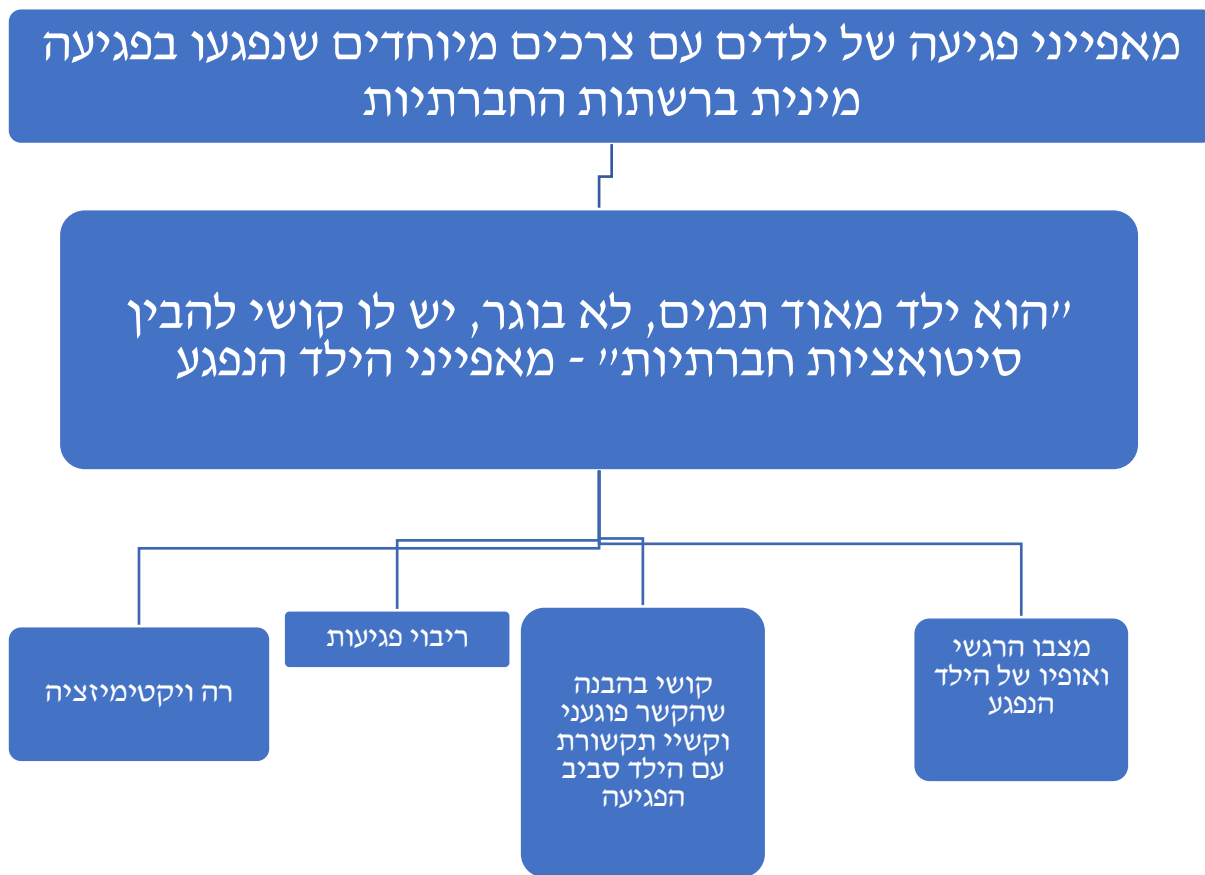 מאפייני פגיעה של ילדים עם צרכים מיוחדים שנפגעו בפגיעה
מינית ברשתות החברתיות
"הוא ילד מאוד תמים, לא בוגר, יש לו קושי להבין
סיטואציות חברתיות" - מאפייני הילד הנפגע
מצבו הרגשי
ואופיו של הילד
הנפגע
קושי בהבנה
שהקשר פוגעני
וקשיי תקשורת
עם הילד סביב
הפגיעה
ריבוי פגיעות
רה ויקטימיזציה